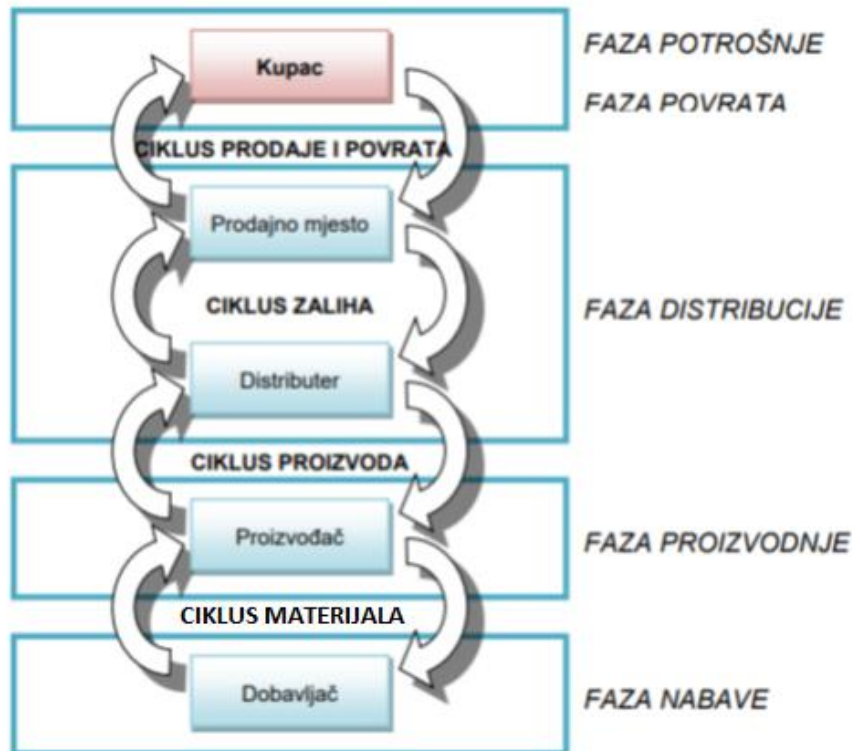 FAZA POTROŠNJE
Kupac
FAZA POVRATA
CIKLUS PRODAJE I POVRATA
Prodajno mjesto
CIKLUS ZALIHA
FAZA DISTRIBUCIJE
Distributer
CIKLUS PROIZVODA
Proizvođač
FAZA PROIZVODNJE
CIKLUS MATERIJALA
Dobavljač
FAZA NABAVE